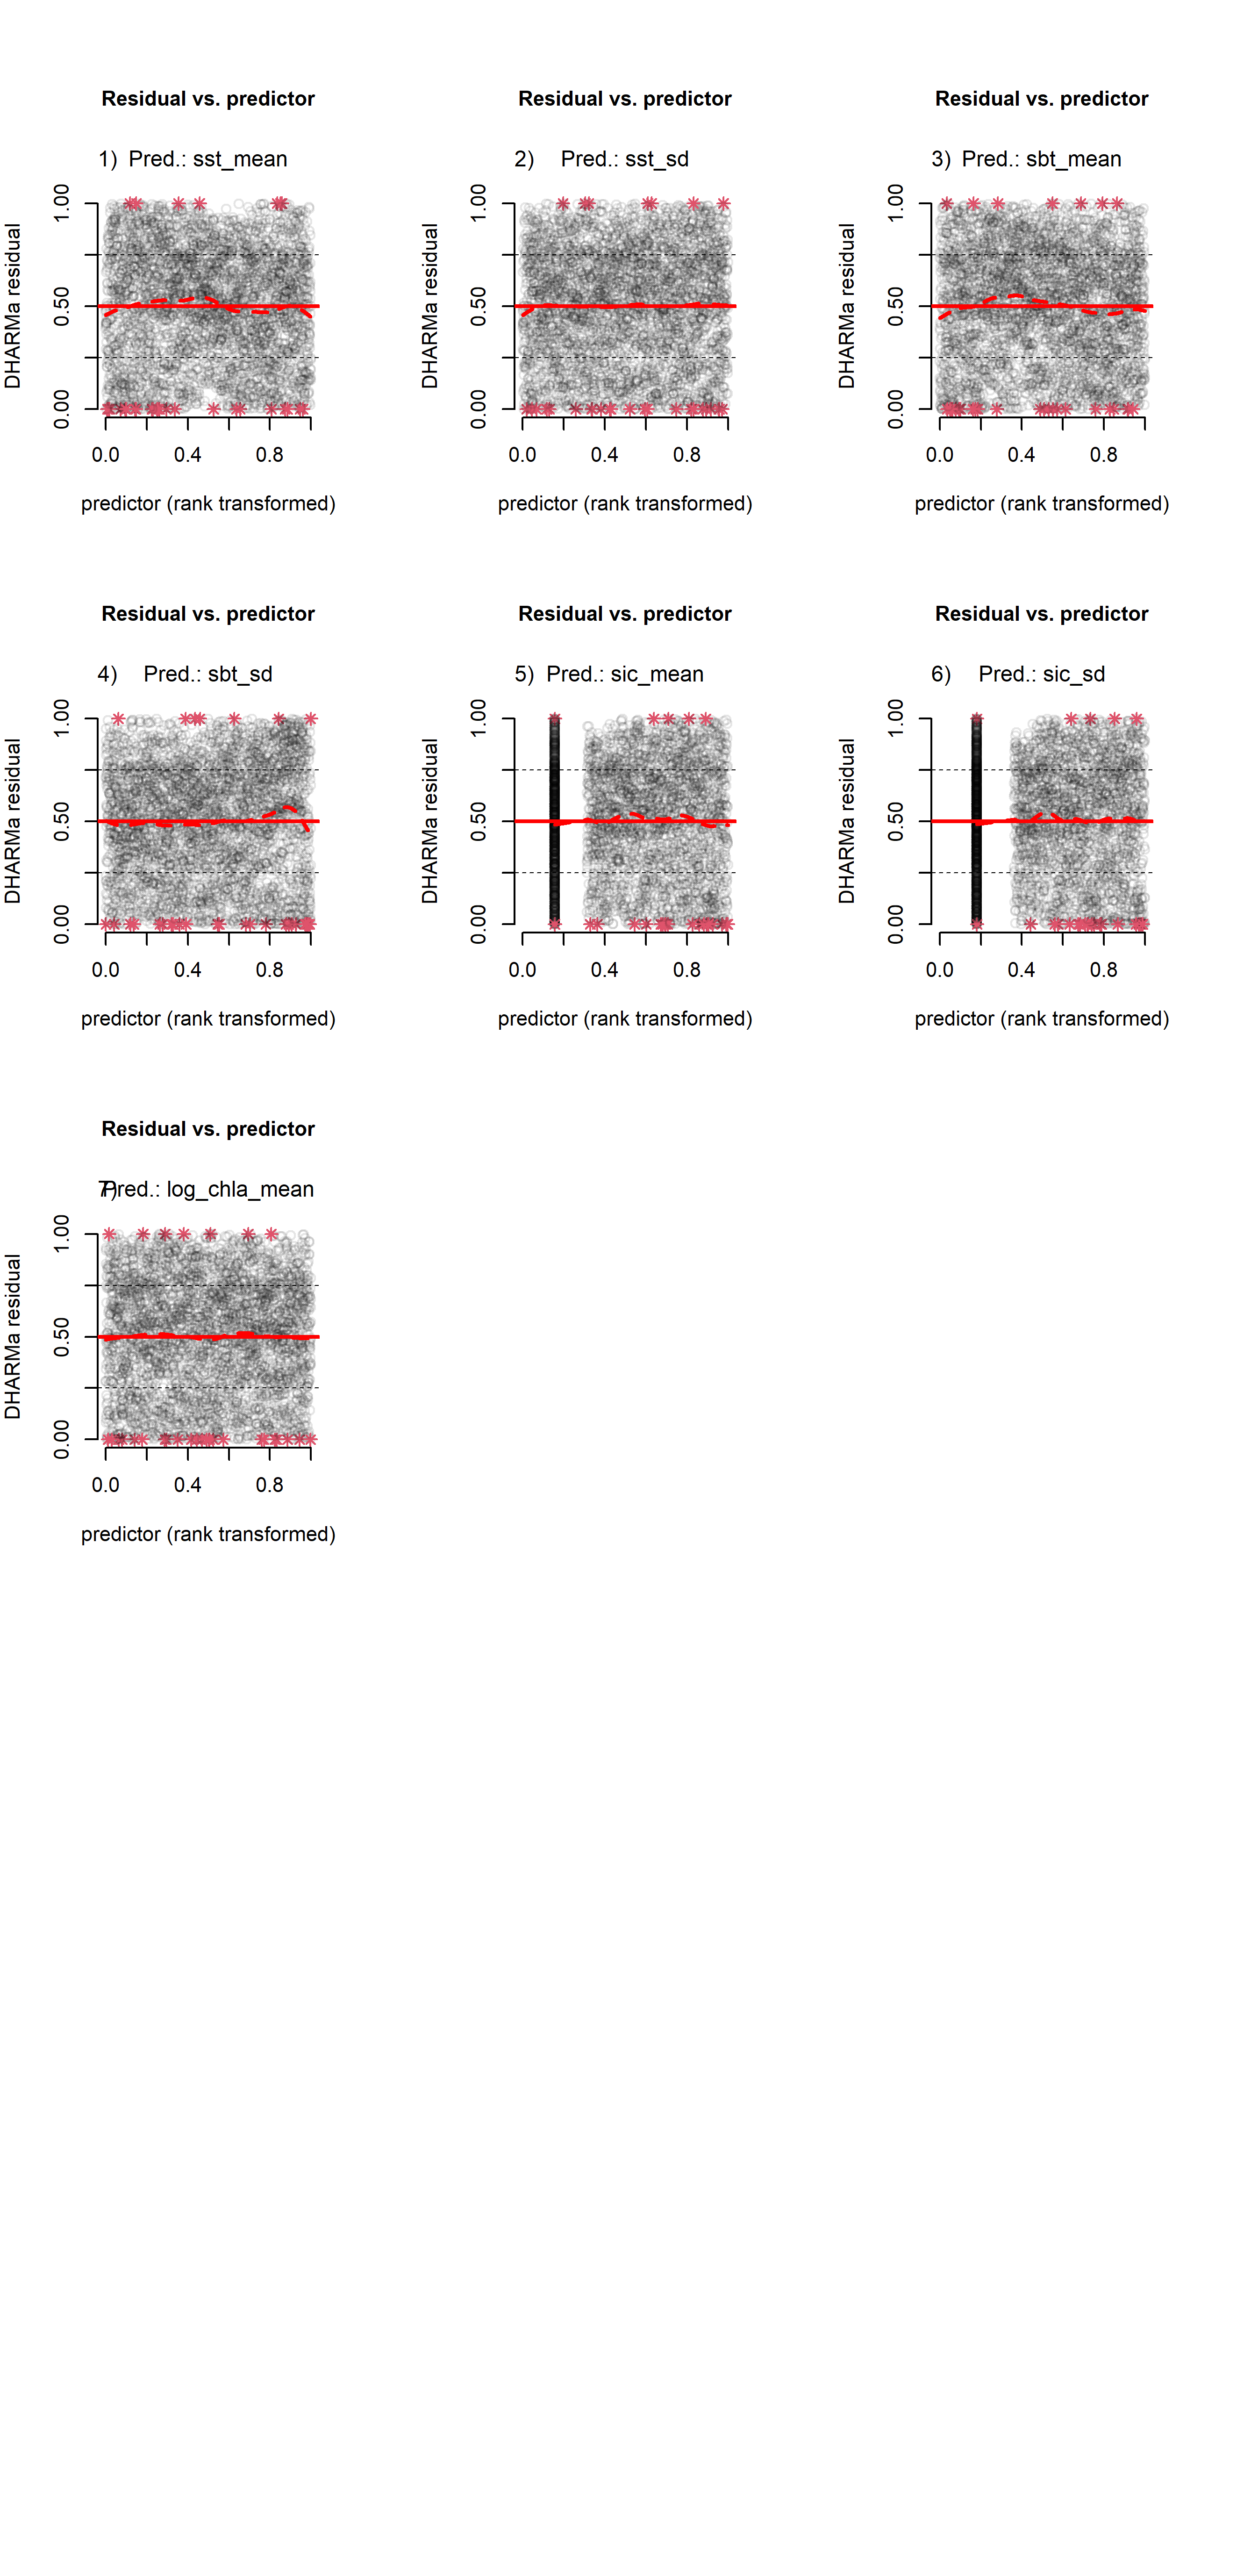 Residual vs. predictor
1) Pred.: sst_mean
DHARMa residual
0.00 0.50 1.00
0.0 0.4 0.8
predictor (rank transformed)
Residual vs. predictor
2) Pred.: sst_sd
DHARMa residual
0.00 0.50 1.00
0.0 0.4 0.8
predictor (rank transformed)
Residual vs. predictor
3) Pred.: sbt_mean
DHARMa residual
0.00 0.50 1.00
0.0 0.4 0.8
predictor (rank transformed)
Residual vs. predictor
4) Pred.: sbt_sd
DHARMa residual
0.00 0.50 1.00
0.0 0.4 0.8
predictor (rank transformed)
Residual vs. predictor
5) Pred.: sic_mean
DHARMa residual
0.00 0.50 1.00
0.0 0.4 0.8
predictor (rank transformed)
Residual vs. predictor
6) Pred.: sic_sd
DHARMa residual
0.00 0.50 1.00
0.0 0.4 0.8
predictor (rank transformed)
Residual vs. predictor
7) Pred.: log_chla_mean
DHARMa residual
0.00 0.50 1.00
0.0 0.4 0.8
predictor (rank transformed)